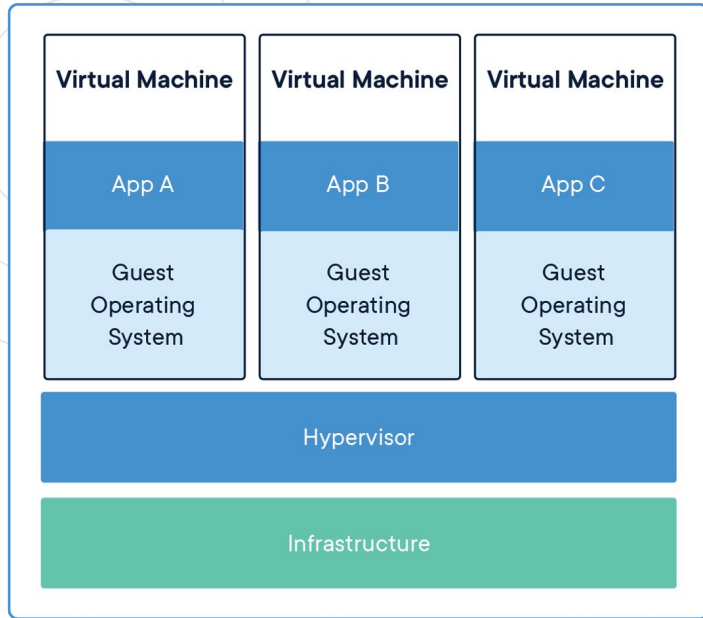 Virtual Machine
App A
Guest
Operating
System
Virtual Machine
App B
Guest
Operating
System
Virtual Machine
App C
Guest
Operating
System
Hypervisor
Infrastructure